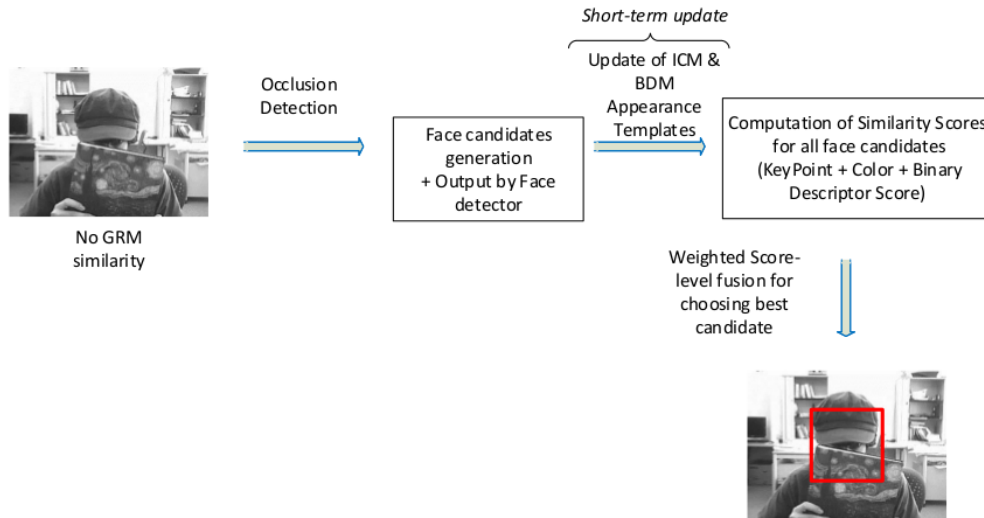 Short-term update
Occlusion
Detection
Update of ICM &
BDM
Appearance
Templates
Face candidates
generation
+ Output by Face
detector
Computation of Similarity Scores
for all face candidates
(KeyPoint + Color + Binary
Descriptor Score)
No GRM
similarity
Weighted Score-
level fusion for
choosing best
candidate